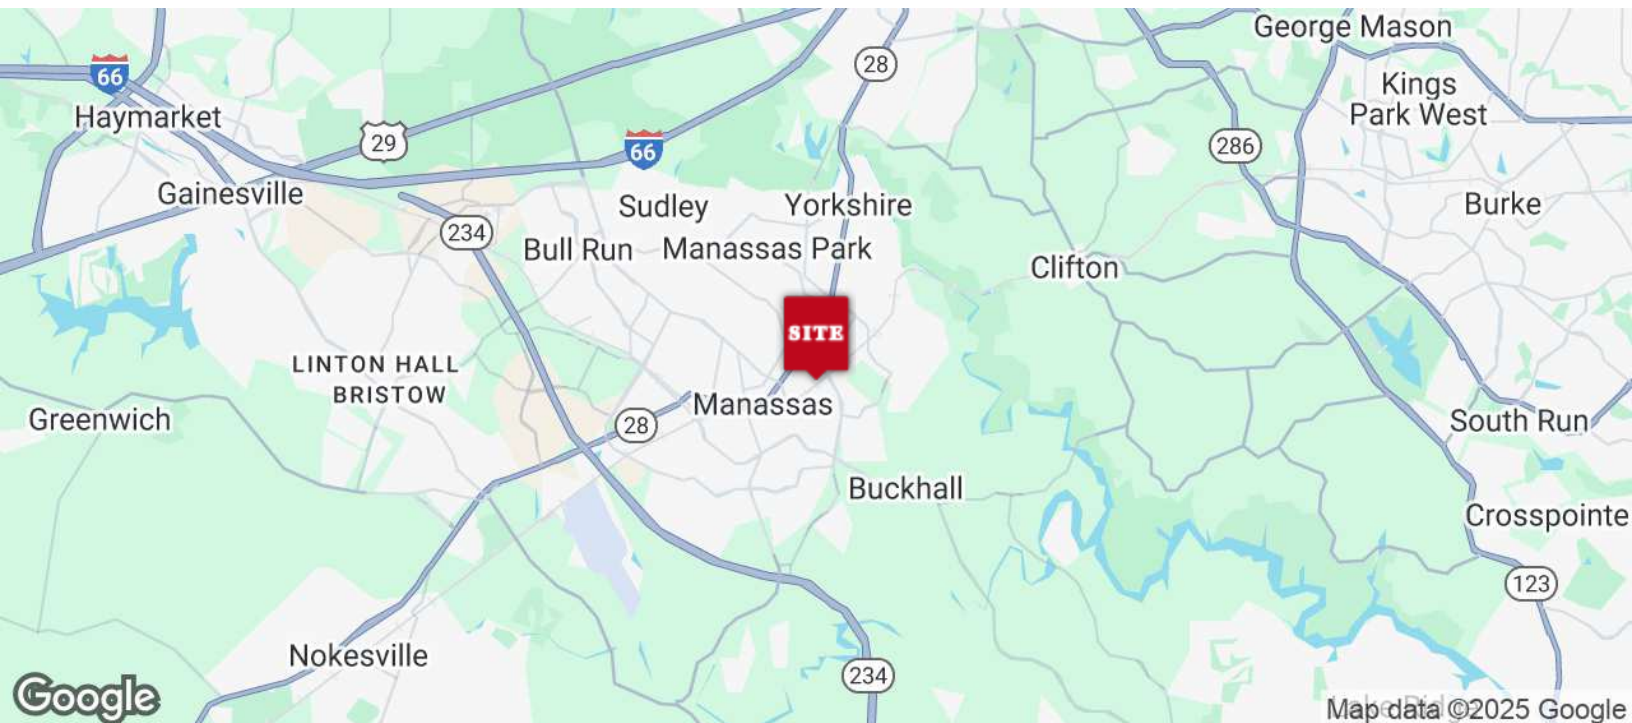 George Mason
28
66
Kings
Park West
Haymarket
29
286
66
Gainesville
Sudley
Yorkshire
Burke
234
Bull Run
Manassas Park
Clifton
SITE
LINTON HALL
BRISTOW
Manassas
Greenwich
28
South Run
Buckhall
Crosspointe
123
Nokesville
234
Google
Map data ©2025 Google